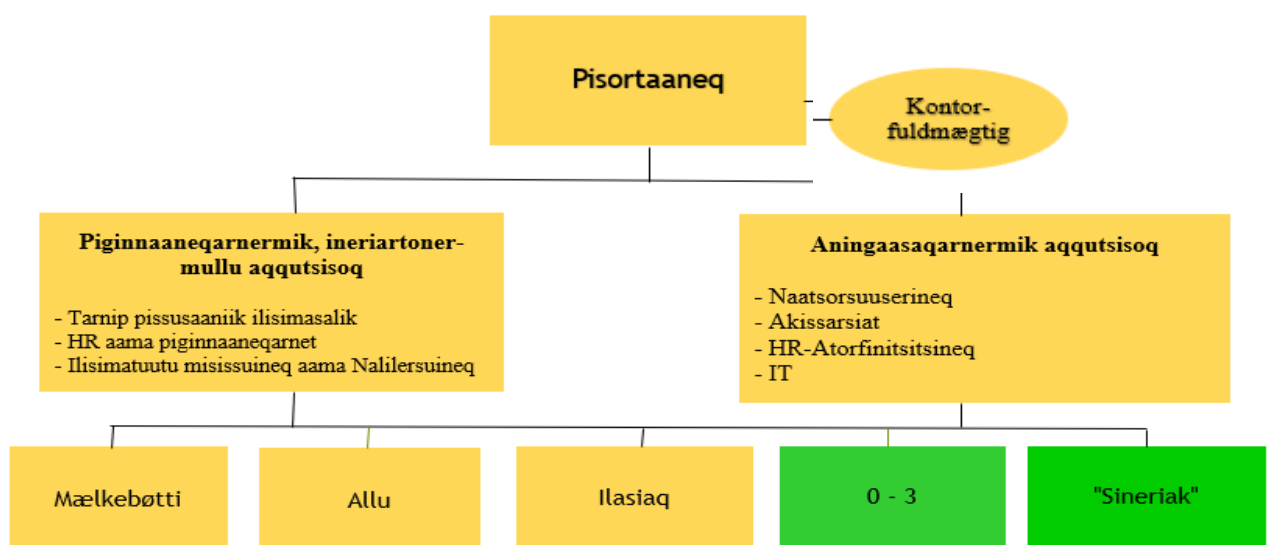 Pisortaaneq
Kontor-
fuldmægtig
Piginnaaneqarnermik, ineriartoner-
mullu aqqutsisoq
- Tarnip pissusaaniik ilisimasalik
- HR aama piginnaaneqarnet
- Ilisimatuutu misissuineq aama Nalilersuineq
Aningaasaqarnermik aqqutsisoq
- Naatsorsuuserineq
- Akissarsiat
- HR-Atorfinitsitsineq
- IT
Mælkebøtti
Allu
Ilasiaq
0 - 3
"Sineriak"